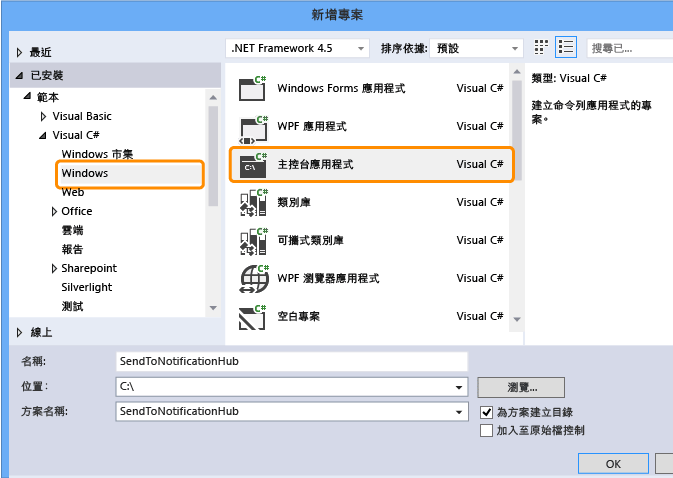 新增專案
最近
已安裝
範本
Visual Basic
Visual C#
Windows 市集
Windows
Web
Office
雲端
報告
Sharepoint
Silverlight
測試
線上
.NET Framework 4.5 排序依據: 預設 搜尋已...
C# Windows Forms 應用程式 Visual C#
C# WPF 應用程式 Visual C#
C# C:\ 主控台應用程式 Visual C#
C# 類別庫 Visual C#
C# 可攜式類別庫 Visual C#
C# WPF 瀏覽器應用程式 Visual C#
C# 空白專案 Visual C#
類型: Visual C#
建立命令列應用程式的專
案。
名稱: SendToNotificationHub
位置: C:\ 瀏覽...
方案名稱: SendToNotificationHub 為方案建立目錄
加入至原始檔控制
OK